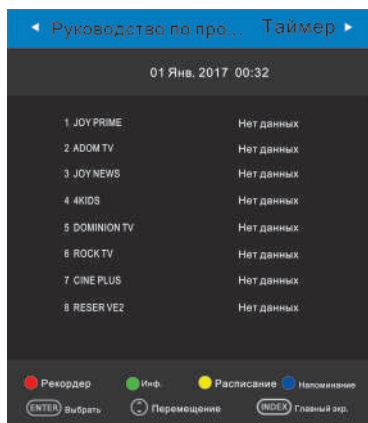 Руководство по про... Таймер
01 Янв. 2017 00:32
1 JOY PRIME Нет данных
2 ADOM TV Нет данных
3 JOY NEWS Нет данных
4 4KIDS Нет данных
5 DOMINION TV Нет данных
6 ROCK TV Нет данных
7 CINE PLUS Нет данных
8 RESER VE2 Нет данных
Рекордер Инф. Расписание Напоминание
ENTER Выбрать Перемещение INDEX Главный экр.